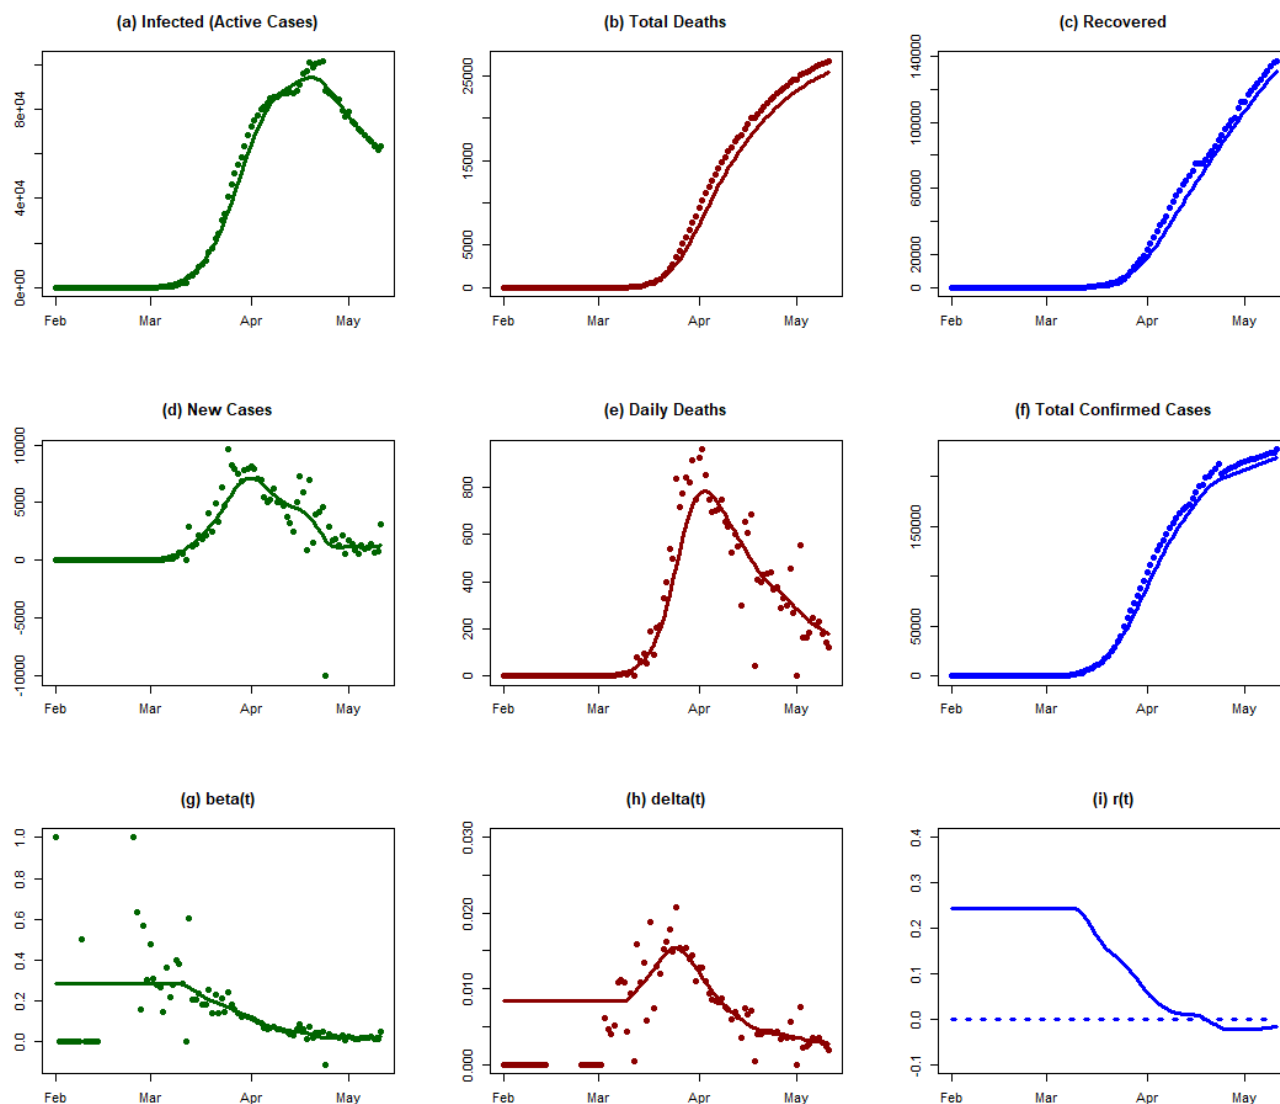 (a) Infected (Active Cases)
0e+00 4e+04 8e+04
Feb Mar Apr May
(b) Total Deaths
0 5000 15000 25000
Feb Mar Apr May
(c) Recovered
0 20000 60000 100000 140000
Feb Mar Apr May
(d) New Cases
-10000 -5000 0 5000 10000
Feb Mar Apr May
(e) Daily Deaths
0 200 400 600 800
Feb Mar Apr May
(f) Total Confirmed Cases
0 50000 150000
Feb Mar Apr May
(g) beta(t)
0.0 0.2 0.4 0.6 0.8 1.0
Feb Mar Apr May
(h) delta(t)
0.000 0.010 0.020 0.030
Feb Mar Apr May
(i) r(t)
-0.1 0.0 0.1 0.2 0.3 0.4
Feb Mar Apr May